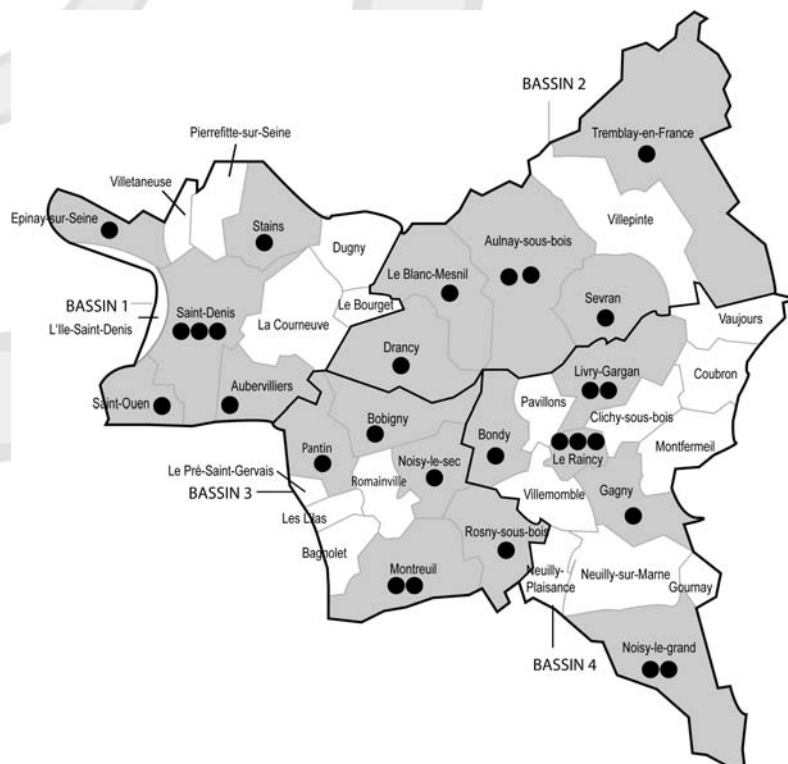 BASSIN 2
Pierrefitte-sur-Seine
Tremblay-en-France
Villetaneuse
Epinay-sur-Seine
Stains
Villepinte
Dugny
Aulnay-sous-bois
Le Blanc-Mesnil
Sevran
BASSIN 1
Le Bourget
Saint-Denis
L'Ile-Saint-Denis
La Courneuve
Vaujours
Drancy
Livry-Gargan
Coubron
Aubervilliers
Saint-Ouen
Pavillons
Clichy-sous-bois
Bobigny
Bondy
Montfermeil
Pantin
Noisy-le-sec
Le Raincy
Le Pré-Saint-Gervais
Romainville
BASSIN 3
Villemomble
Gagny
Les Lilas
Rosny-sous-bois
Bagnolet
Montreuil
Neuilly-
Plaisance
Neuilly-sur-Marne
Gournay
Noisy-le-grand
BASSIN 4